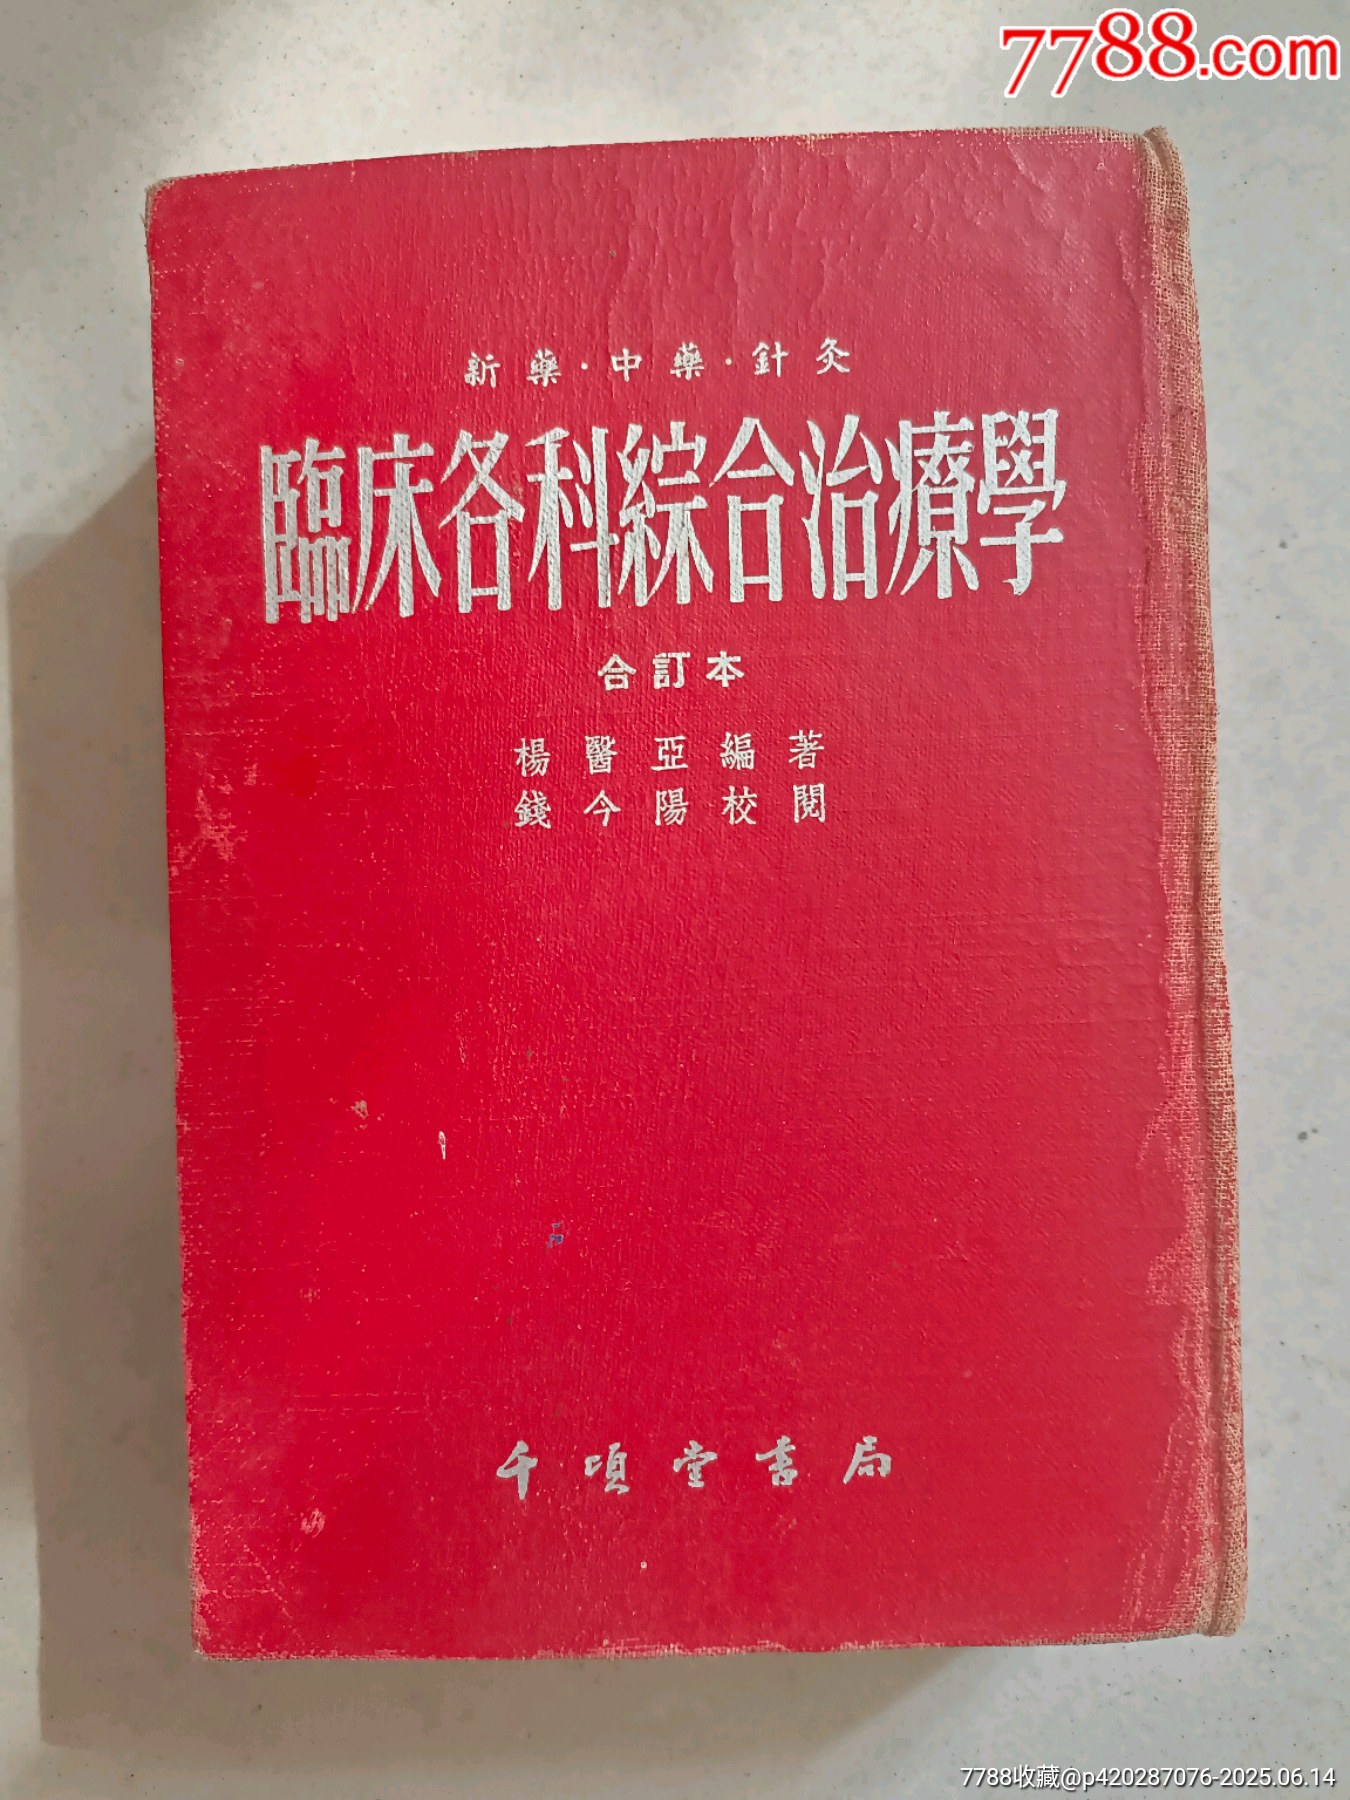 7788.com
新藥·中藥·針灸
臨床各科綜合治療學
合訂本
楊醫亞編著
錢今陽校閱
千頃堂書局
7788收藏@p420287076-2025.06.14